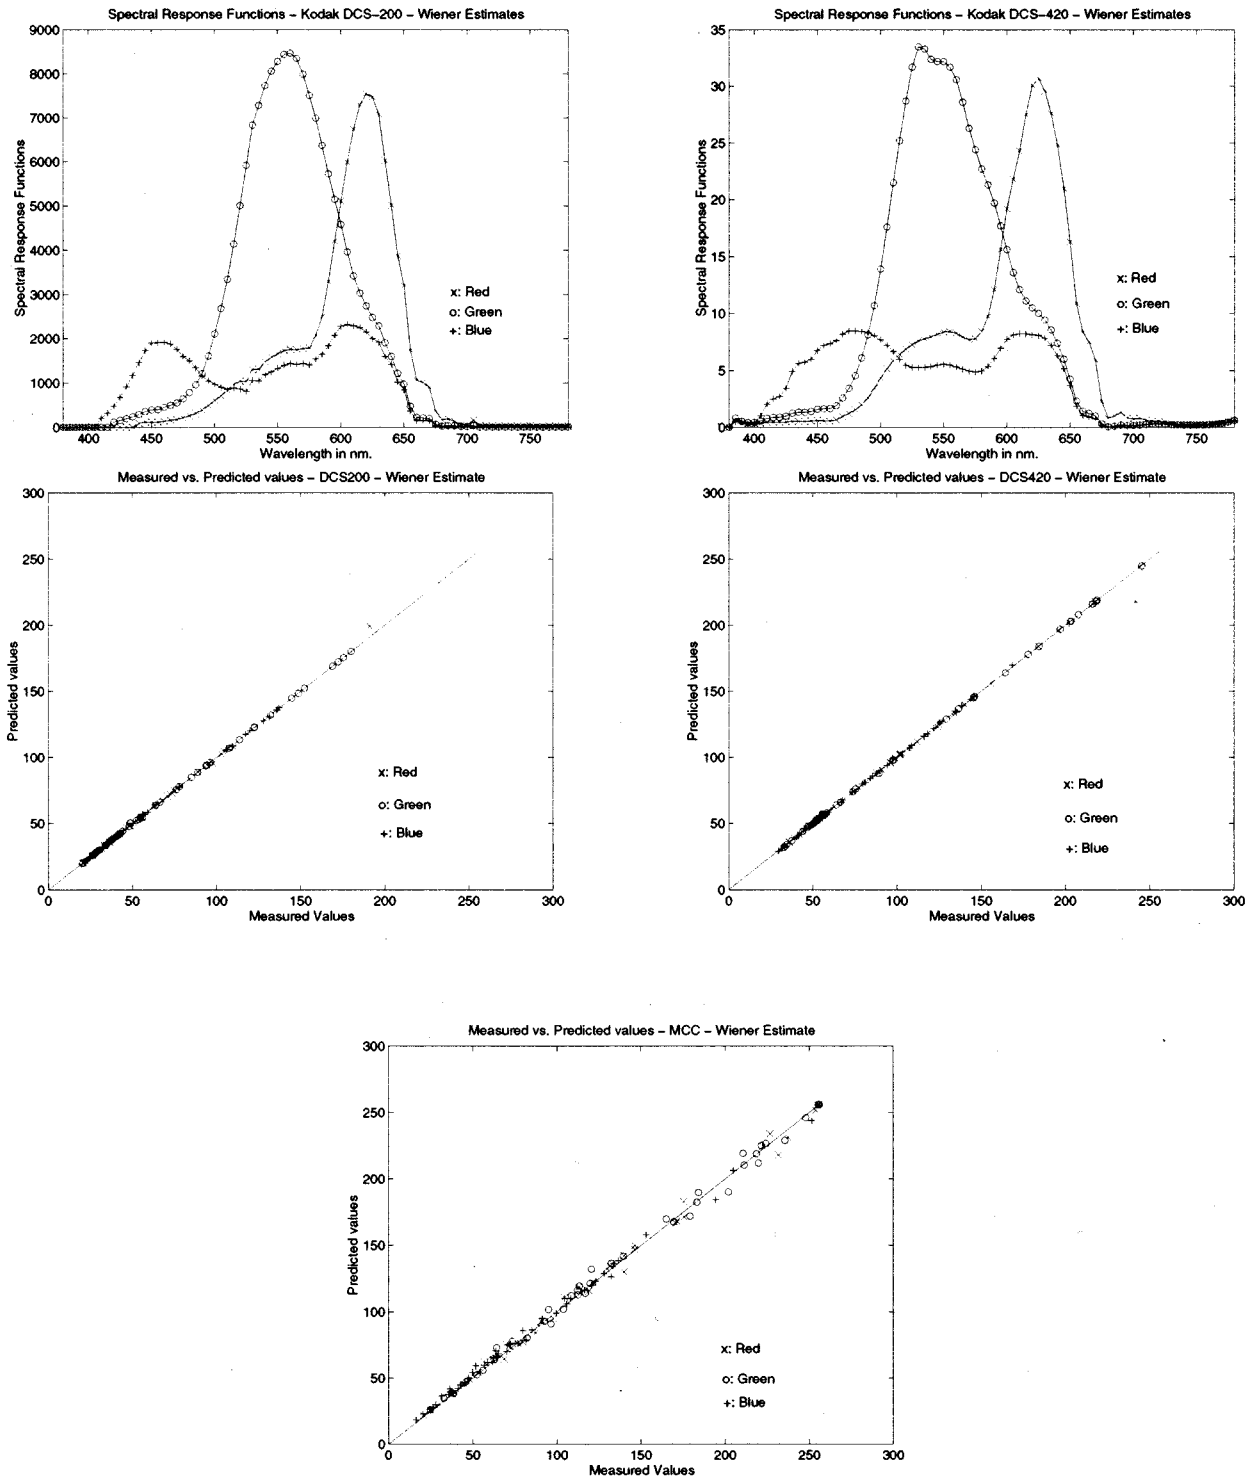 Spectral Response Functions – Kodak DCS–200 – Wiener Estimates
9000
8000
7000
6000
5000
4000
3000
2000
1000
0
Spectral Response Functions
x: Red
o: Green
+: Blue
400
450
500
550
600
650
700
750
Wavelength in nm.
Spectral Response Functions – Kodak DCS–420 – Wiener Estimates
35
30
25
20
15
10
5
0
Spectral Response Functions
x: Red
o: Green
+: Blue
400
450
500
550
600
650
700
750
Wavelength in nm.
Measured vs. Predicted values – DCS200 – Wiener Estimate
300
250
200
150
100
50
0
Predicted values
x: Red
o: Green
+: Blue
0
50
100
150
200
250
300
Measured Values
Measured vs. Predicted values – DCS420 – Wiener Estimate
300
250
200
150
100
50
0
Predicted values
x: Red
o: Green
+: Blue
0
50
100
150
200
250
300
Measured Values
Measured vs. Predicted values – MCC – Wiener Estimate
300
250
200
150
100
50
0
Predicted values
x: Red
o: Green
+: Blue
0
50
100
150
200
250
300
Measured Values